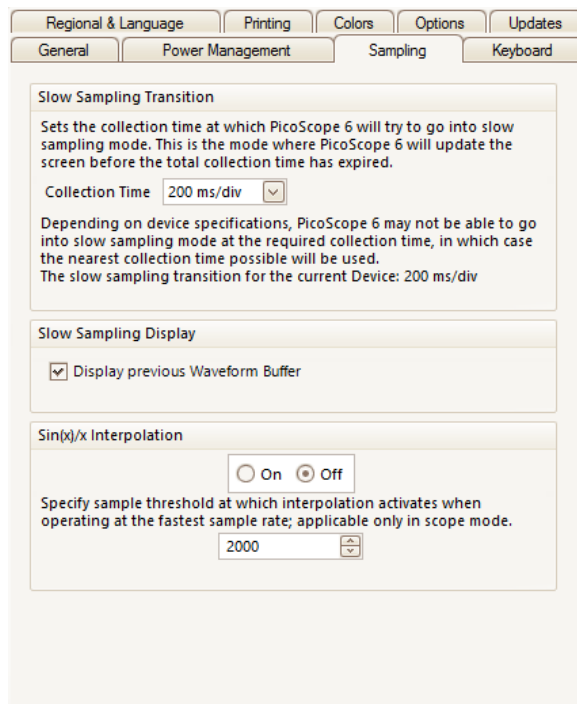 Regional & Language Printing Colors Options Updates
General Power Management Sampling Keyboard
Slow Sampling Transition
Sets the collection time at which PicoScope 6 will try to go into slow
sampling mode. This is the mode where PicoScope 6 will update the
screen before the total collection time has expired.
Collection Time 200 ms/div
Depending on device specifications, PicoScope 6 may not be able to go
into slow sampling mode at the required collection time, in which case
the nearest collection time possible will be used.
The slow sampling transition for the current Device: 200 ms/div
Slow Sampling Display
Display previous Waveform Buffer
Sin(x)/x Interpolation
On Off
Specify sample threshold at which interpolation activates when
operating at the fastest sample rate; applicable only in scope mode.
2000